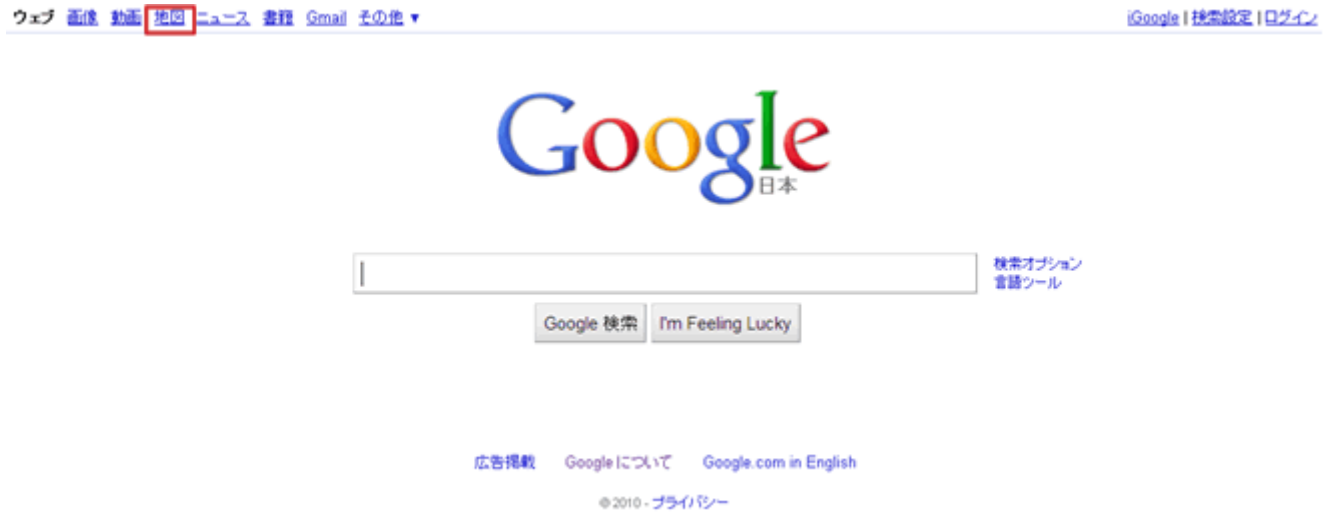 ウェブ 画像 動画 地図 ニュース 書籍 Gmail その他 ▼ iGoogle | 検索設定 | ログイン
Google
日本
検索オプション
言語ツール
Google 検索 I'm Feeling Lucky
広告掲載 Google について Google.com in English
© 2010 - プライバシー